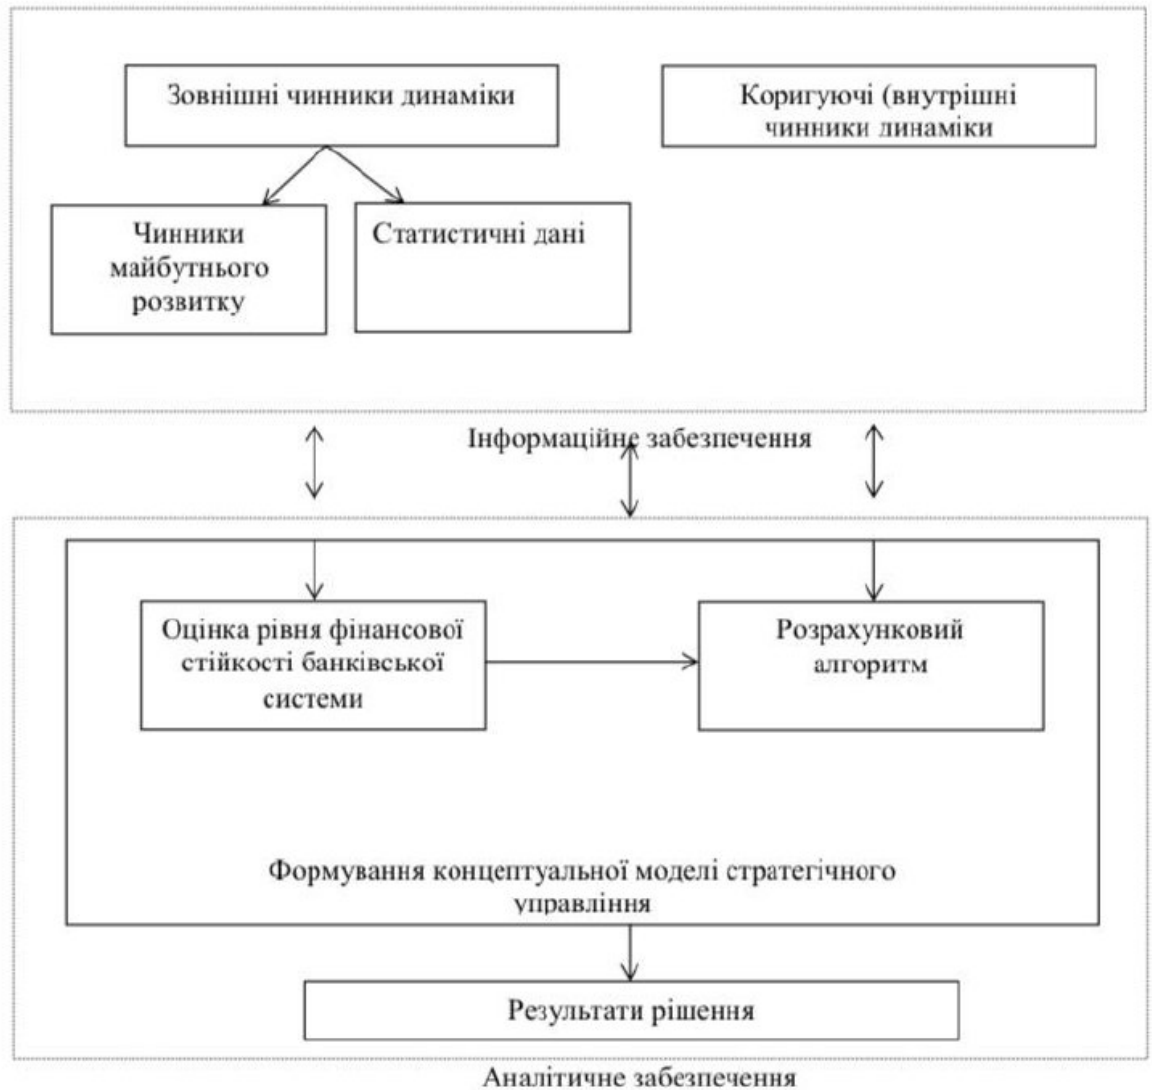 Зовнішні чинники динаміки
Коригуючі (внутрішні
чинники динаміки
Чинники
майбутнього
розвитку
Статистичні дані
Інформаційне забезпечення
Оцінка рівня фінансової
стійкості банківської
системи
Розрахунковий
алгоритм
Формування концептуальної моделі стратегічного
управління
Результати рішення
Аналітичне забезпечення